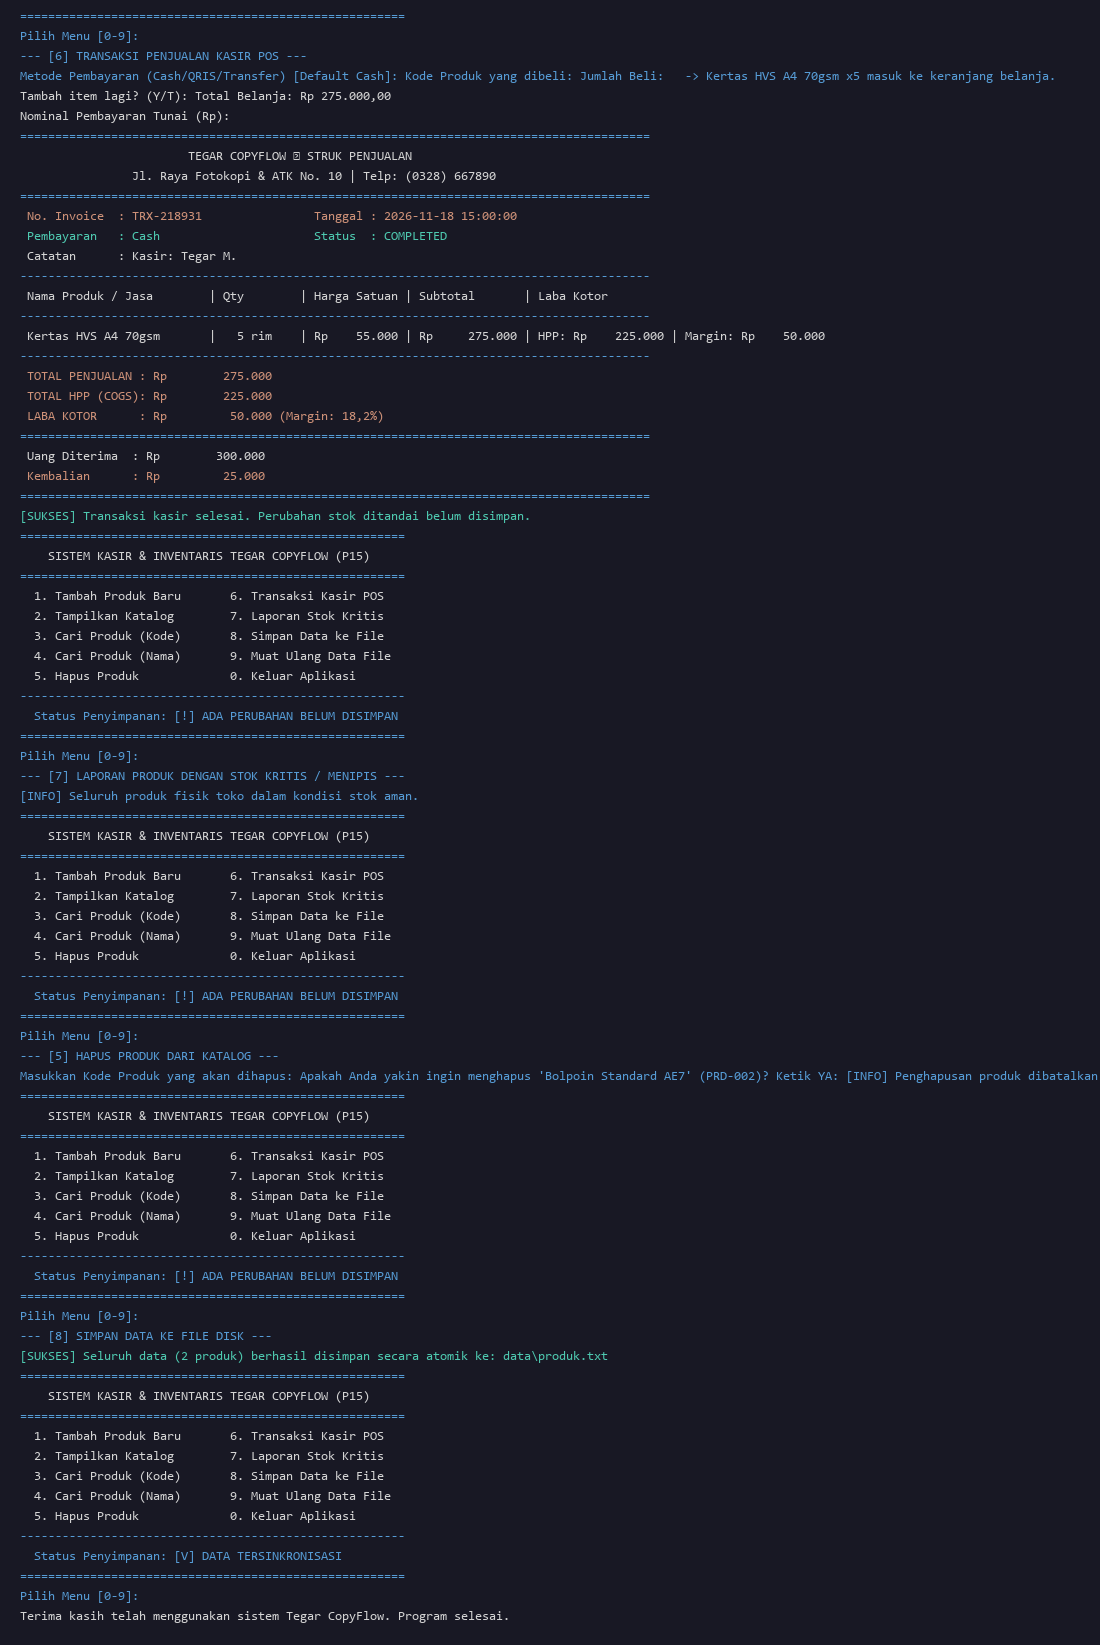 =======================================================
Pilih Menu [0-9]:
--- [6] TRANSAKSI PENJUALAN KASIR POS ---
Metode Pembayaran (Cash/QRIS/Transfer) [Default Cash]: Kode Produk yang dibeli: Jumlah Beli:   -> Kertas HVS A4 70gsm x5 masuk ke keranjang belanja.
Tambah item lagi? (Y/T): Total Belanja: Rp 275.000,00
Nominal Pembayaran Tunai (Rp):
==========================================================================================
                        TEGAR COPYFLOW STRUK PENJUALAN
                Jl. Raya Fotokopi & ATK No. 10 | Telp: (0328) 667890
==========================================================================================
 No. Invoice  : TRX-218931                Tanggal : 2026-11-18 15:00:00
 Pembayaran   : Cash                      Status  : COMPLETED
 Catatan      : Kasir: Tegar M.
------------------------------------------------------------------------------------------
 Nama Produk / Jasa        | Qty        | Harga Satuan | Subtotal       | Laba Kotor
------------------------------------------------------------------------------------------
 Kertas HVS A4 70gsm       |   5 rim    | Rp    55.000 | Rp     275.000 | HPP: Rp    225.000 | Margin: Rp    50.000
------------------------------------------------------------------------------------------
 TOTAL PENJUALAN : Rp        275.000
 TOTAL HPP (COGS): Rp        225.000
 LABA KOTOR      : Rp         50.000 (Margin: 18,2%)
==========================================================================================
 Uang Diterima  : Rp        300.000
 Kembalian      : Rp         25.000
==========================================================================================
[SUKSES] Transaksi kasir selesai. Perubahan stok ditandai belum disimpan.
=======================================================
    SISTEM KASIR & INVENTARIS TEGAR COPYFLOW (P15)
=======================================================
  1. Tambah Produk Baru       6. Transaksi Kasir POS
  2. Tampilkan Katalog        7. Laporan Stok Kritis
  3. Cari Produk (Kode)       8. Simpan Data ke File
  4. Cari Produk (Nama)       9. Muat Ulang Data File
  5. Hapus Produk             0. Keluar Aplikasi
-------------------------------------------------------
  Status Penyimpanan: [!] ADA PERUBAHAN BELUM DISIMPAN
=======================================================
Pilih Menu [0-9]:
--- [7] LAPORAN PRODUK DENGAN STOK KRITIS / MENIPIS ---
[INFO] Seluruh produk fisik toko dalam kondisi stok aman.
=======================================================
    SISTEM KASIR & INVENTARIS TEGAR COPYFLOW (P15)
=======================================================
  1. Tambah Produk Baru       6. Transaksi Kasir POS
  2. Tampilkan Katalog        7. Laporan Stok Kritis
  3. Cari Produk (Kode)       8. Simpan Data ke File
  4. Cari Produk (Nama)       9. Muat Ulang Data File
  5. Hapus Produk             0. Keluar Aplikasi
-------------------------------------------------------
  Status Penyimpanan: [!] ADA PERUBAHAN BELUM DISIMPAN
=======================================================
Pilih Menu [0-9]:
--- [5] HAPUS PRODUK DARI KATALOG ---
Masukkan Kode Produk yang akan dihapus: Apakah Anda yakin ingin menghapus 'Bolpoin Standard AE7' (PRD-002)? Ketik YA: [INFO] Penghapusan produk dibatalkan
=======================================================
    SISTEM KASIR & INVENTARIS TEGAR COPYFLOW (P15)
=======================================================
  1. Tambah Produk Baru       6. Transaksi Kasir POS
  2. Tampilkan Katalog        7. Laporan Stok Kritis
  3. Cari Produk (Kode)       8. Simpan Data ke File
  4. Cari Produk (Nama)       9. Muat Ulang Data File
  5. Hapus Produk             0. Keluar Aplikasi
-------------------------------------------------------
  Status Penyimpanan: [!] ADA PERUBAHAN BELUM DISIMPAN
=======================================================
Pilih Menu [0-9]:
--- [8] SIMPAN DATA KE FILE DISK ---
[SUKSES] Seluruh data (2 produk) berhasil disimpan secara atomik ke: data\produk.txt
=======================================================
    SISTEM KASIR & INVENTARIS TEGAR COPYFLOW (P15)
=======================================================
  1. Tambah Produk Baru       6. Transaksi Kasir POS
  2. Tampilkan Katalog        7. Laporan Stok Kritis
  3. Cari Produk (Kode)       8. Simpan Data ke File
  4. Cari Produk (Nama)       9. Muat Ulang Data File
  5. Hapus Produk             0. Keluar Aplikasi
-------------------------------------------------------
  Status Penyimpanan: [V] DATA TERSINKRONISASI
=======================================================
Pilih Menu [0-9]:
Terima kasih telah menggunakan sistem Tegar CopyFlow. Program selesai.